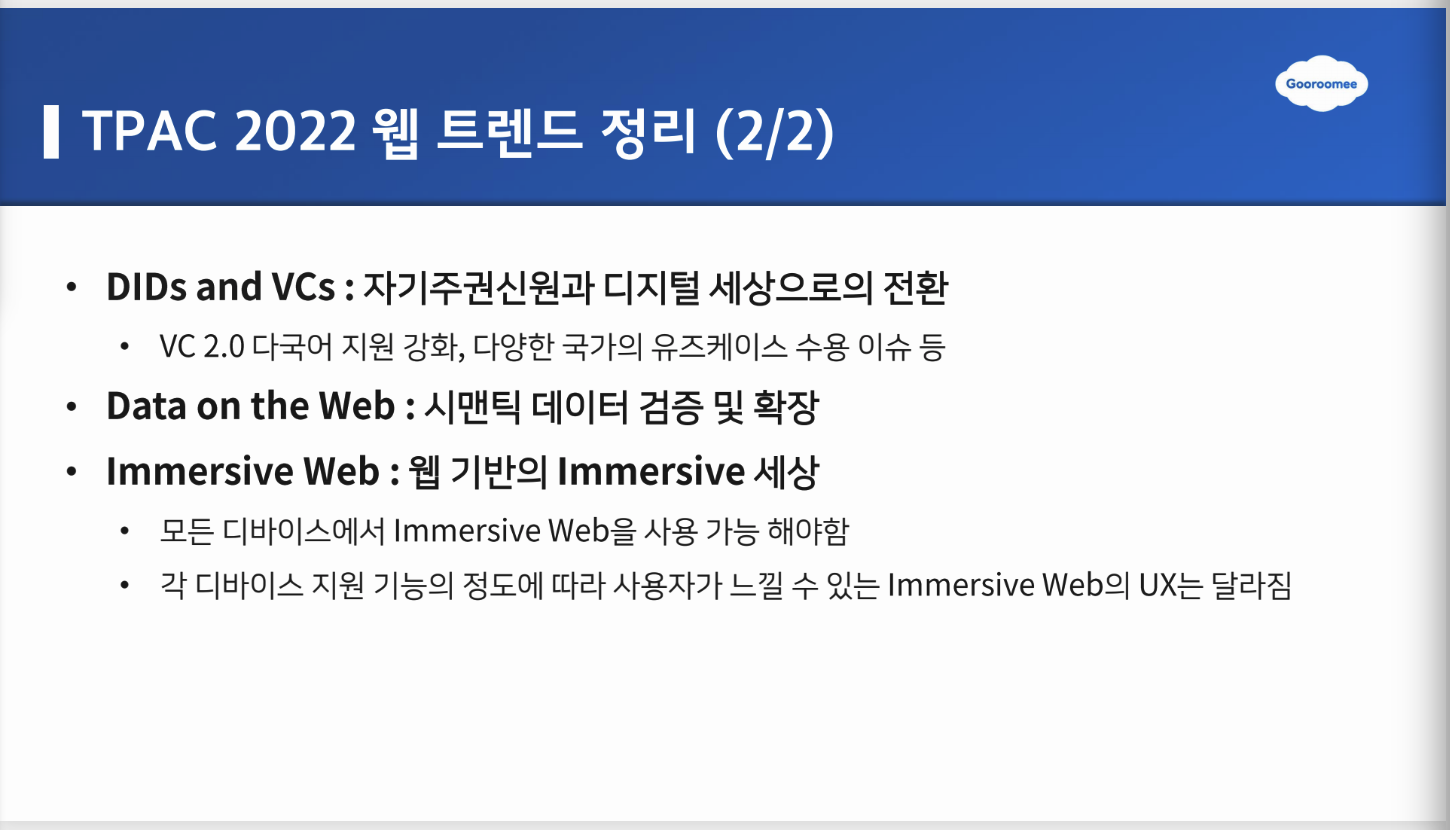 Gooroomee
TPAC 2022 웹 트렌드 정리 (2/2)
• DIDs and VCs : 자기주권신원과 디지털 세상으로의 전환
• VC 2.0 다국어 지원 강화, 다양한 국가의 유즈케이스 수용 이슈 등
• Data on the Web : 시맨틱 데이터 검증 및 확장
• Immersive Web : 웹 기반의 Immersive 세상
• 모든 디바이스에서 Immersive Web을 사용 가능 해야함
• 각 디바이스 지원 기능의 정도에 따라 사용자가 느낄 수 있는 Immersive Web의 UX는 달라짐